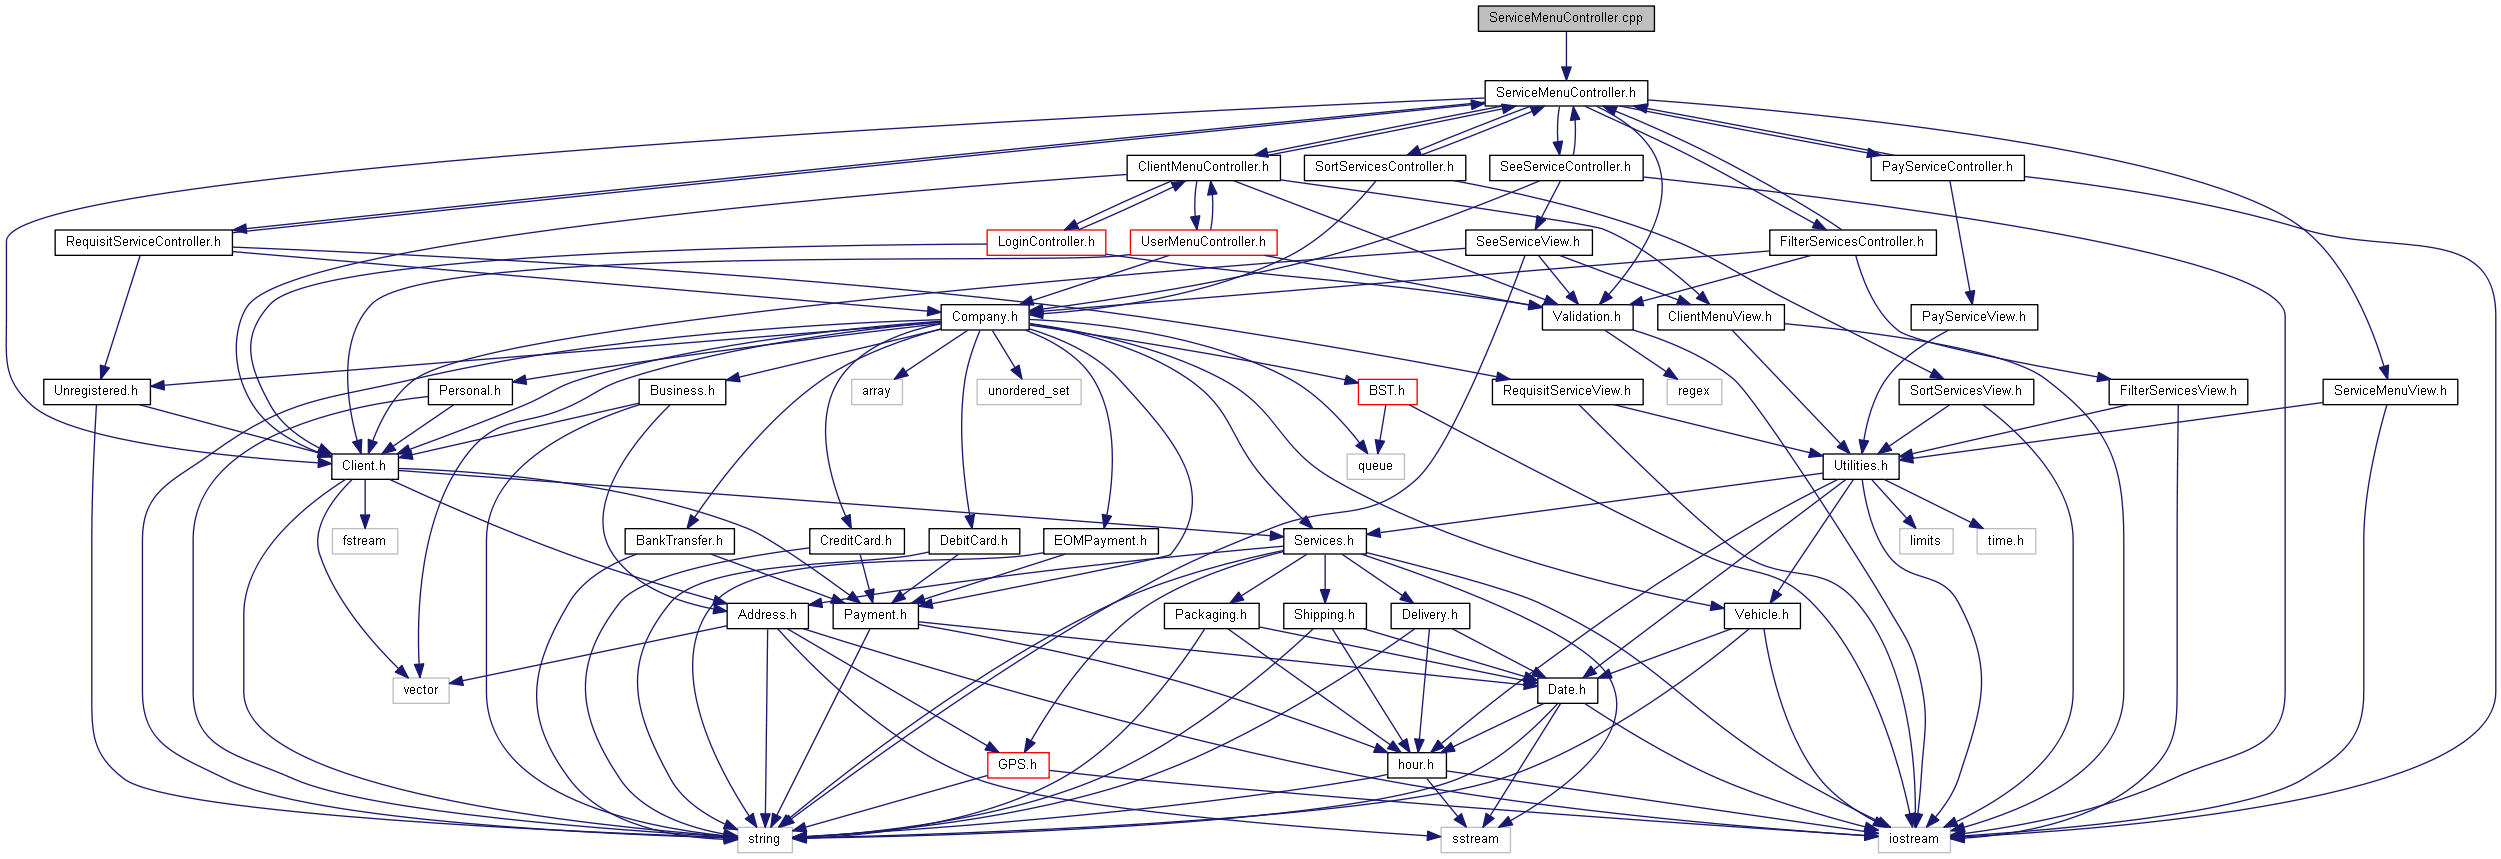 ServiceMenuController.cpp
ServiceMenuController.h
ClientMenuController.h
SortServicesController.h
SeeServiceController.h
PayServiceController.h
RequisitServiceController.h
LoginController.h
UserMenuController.h
SeeServiceView.h
FilterServicesController.h
Company.h
Validation.h
ClientMenuView.h
PayServiceView.h
Unregistered.h
Personal.h
Business.h
array
unordered_set
BST.h
RequisitServiceView.h
regex
SortServicesView.h
FilterServicesView.h
ServiceMenuView.h
Client.h
queue
Utilities.h
fstream
BankTransfer.h
CreditCard.h
DebitCard.h
EOMPayment.h
Services.h
limits
time.h
Address.h
Payment.h
Packaging.h
Shipping.h
Delivery.h
Vehicle.h
vector
Date.h
GPS.h
hour.h
string
sstream
iostream